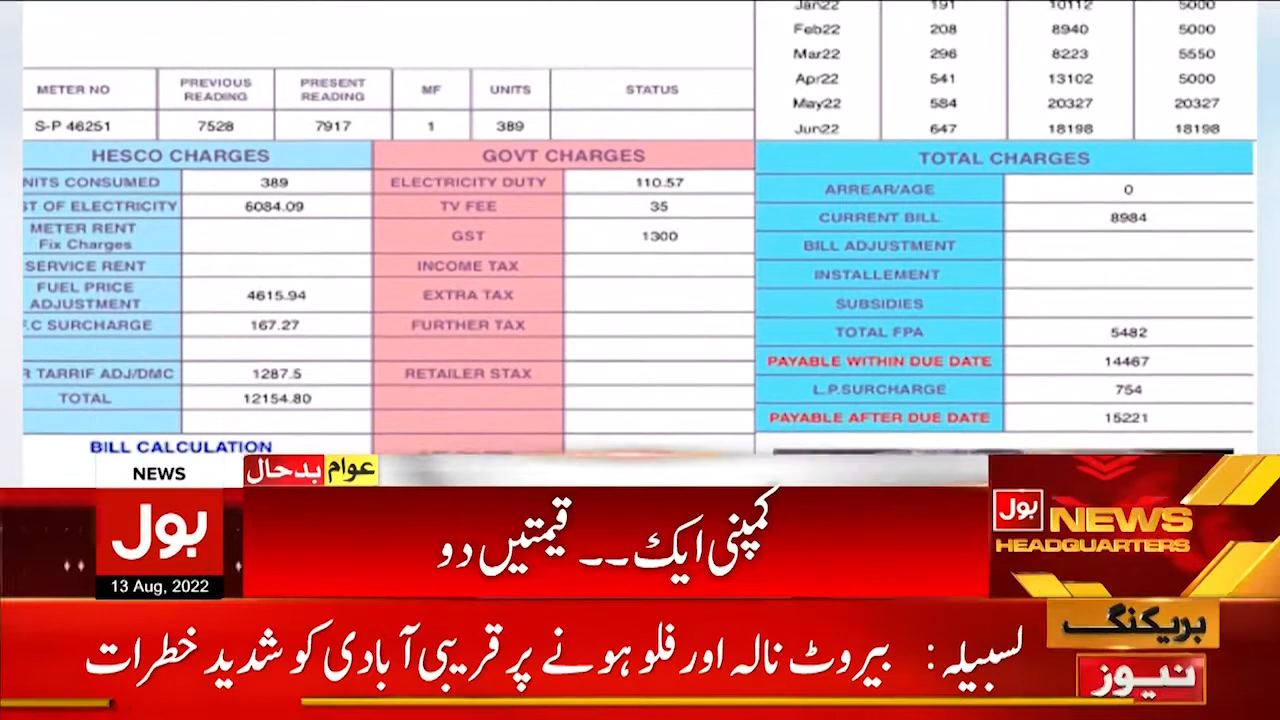 Jan22 191 10112 5000
Feb22 208 8940 5000
Mar22 296 8223 5550
Apr22 541 13102 5000
May22 584 20327 20327
Jun22 647 18198 18198
METER NO PREVIOUS READING PRESENT READING MF UNITS STATUS
S-P 46251 7528 7917 1 389
HESCO CHARGES GOVT CHARGES TOTAL CHARGES
NITS CONSUMED 389 ELECTRICITY DUTY 110.57 ARREAR/AGE 0
ST OF ELECTRICITY 6084.09 TV FEE 35 CURRENT BILL 8984
METER RENT Fix Charges GST 1300 BILL ADJUSTMENT
SERVICE RENT INCOME TAX INSTALLEMENT
FUEL PRICE ADJUSTMENT 4615.94 EXTRA TAX SUBSIDIES
.C SURCHARGE 167.27 FURTHER TAX TOTAL FPA 5482
PAYABLE WITHIN DUE DATE 14467
R TARRIF ADJ/DMC 1287.5 RETAILER STAX L.P.SURCHARGE 754
TOTAL 12154.80 PAYABLE AFTER DUE DATE 15221
BILL CALCULATION
NEWS
عوام بدحال
بول
13 Aug, 2022
کمپنی ایک۔۔ قیمتیں دو
بول NEWS
HEADQUARTERS
بریکنگ
نیوز
لسبیلہ: بیروٹ نالہ اور فلو ہونے پر قریبی آبادی کو شدید خطرات